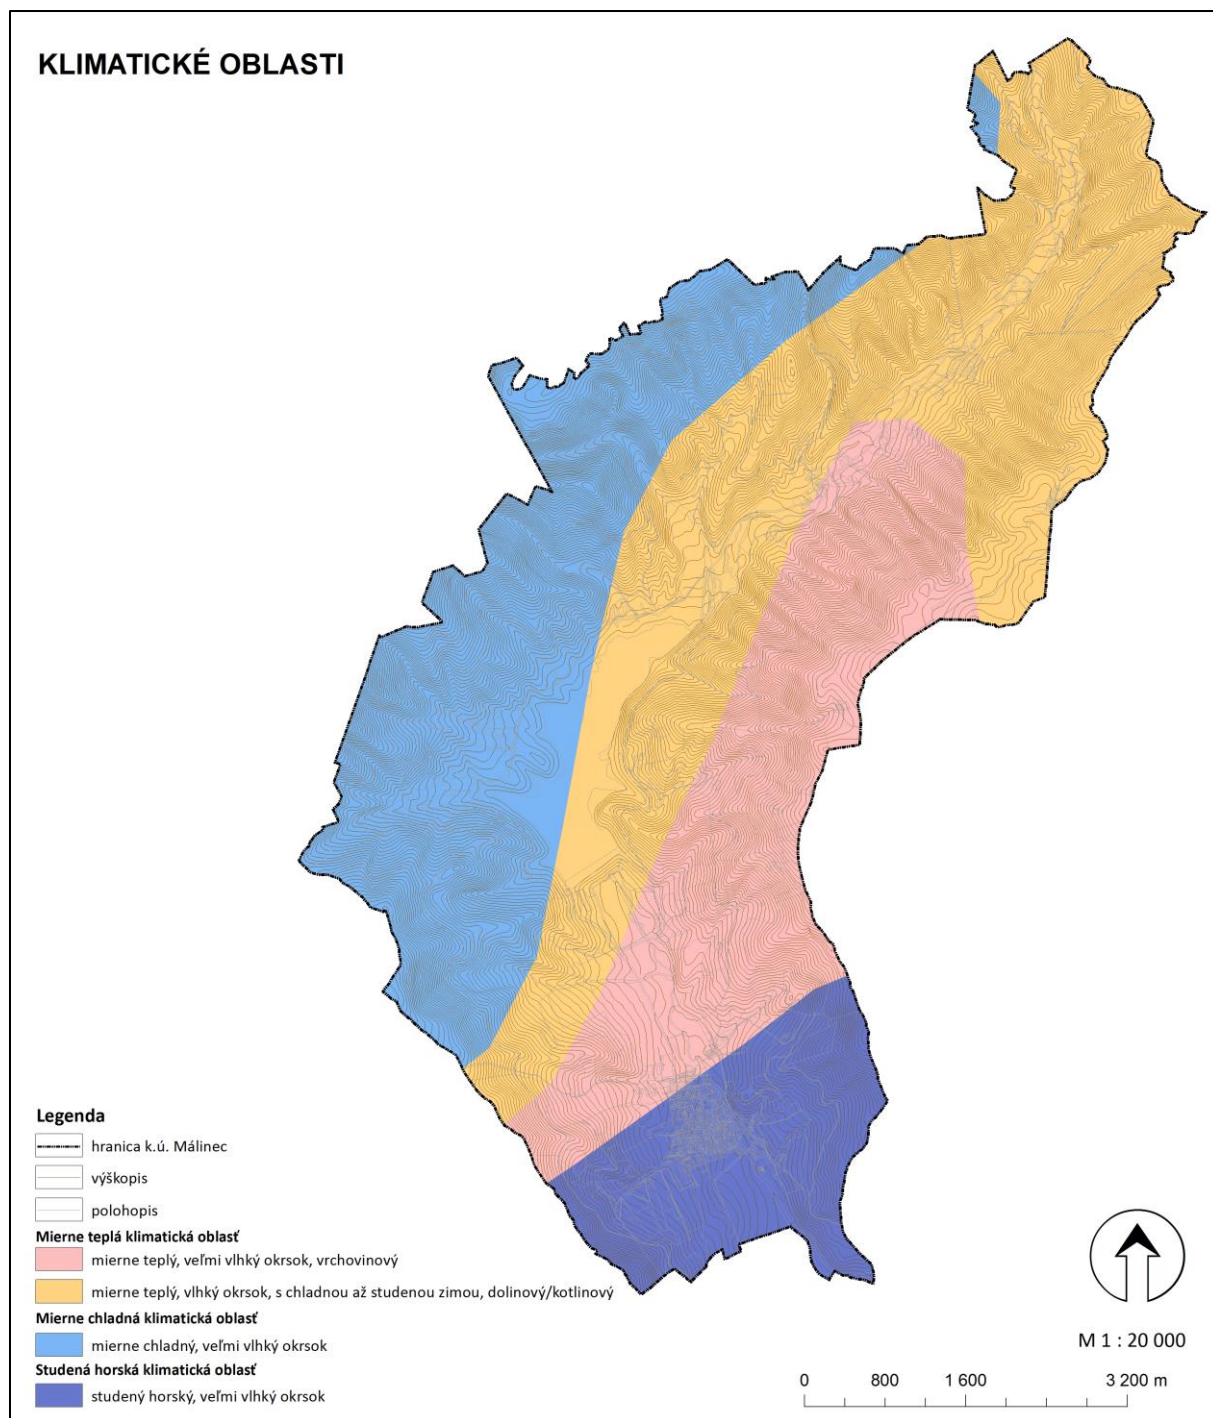 KLIMATICKÉ OBLASTI
Legenda
hranica k.ú. Málinec
výškopis
polohopis
Mierne teplá klimatická oblasť
mierne teplý, veľmi vlhký okrsok, vrchovinový
mierne teplý, vlhký okrsok, s chladnou až studenou zimou, dolinový/kotlinový
Mierne chladná klimatická oblasť
mierne chladný, veľmi vlhký okrsok
Studená horská klimatická oblasť
studený horský, veľmi vlhký okrsok
M 1 : 20 000
0 800 1 600 3 200 m